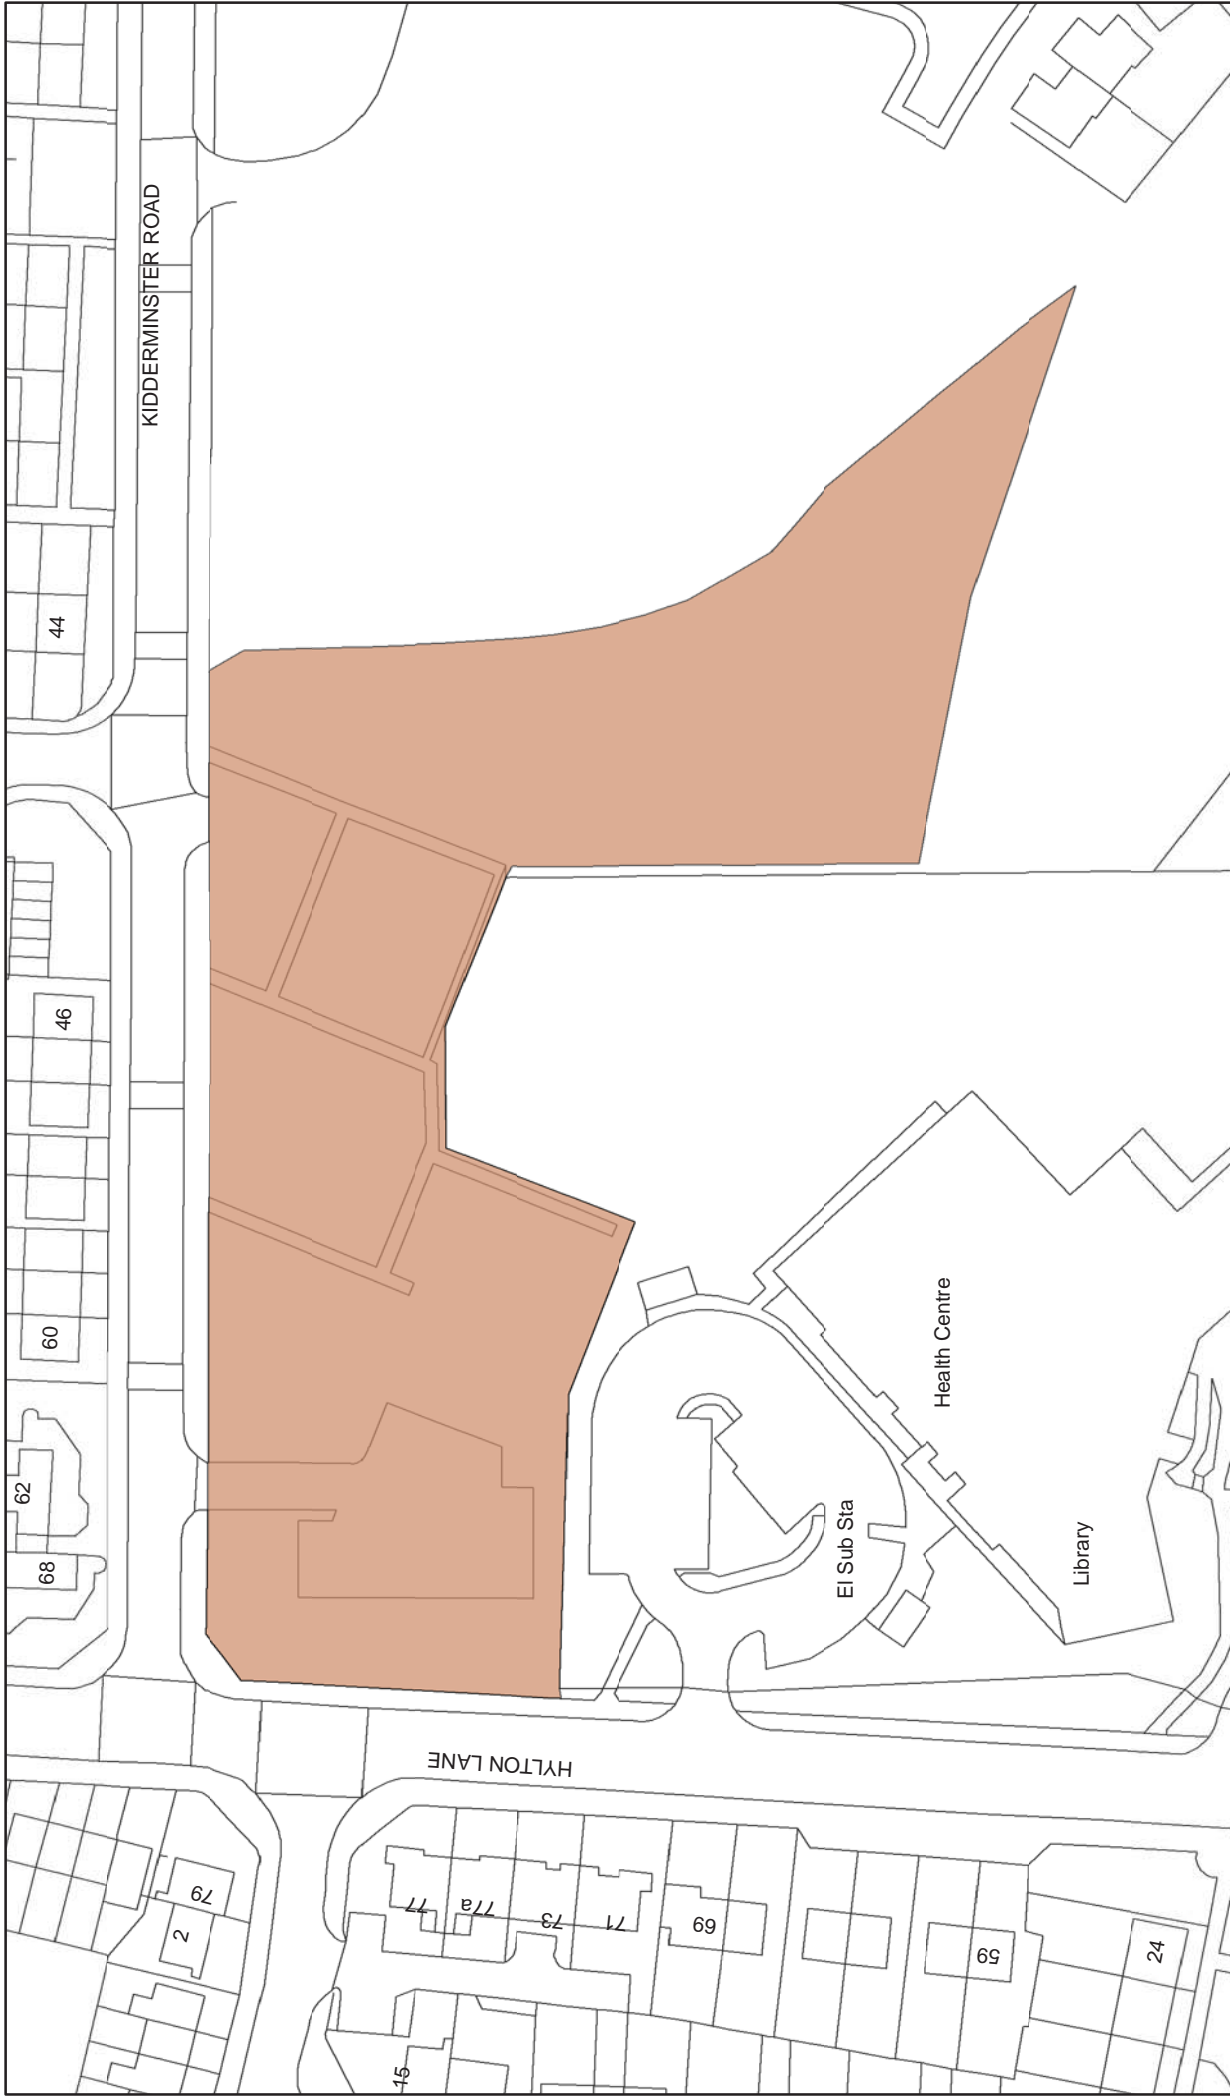 KIDDERMINSTER ROAD
44
46
60
62
68
Health Centre
El Sub Sta
Library
HYLTON LANE
79
2
77
77a
73
71
69
59
24
15